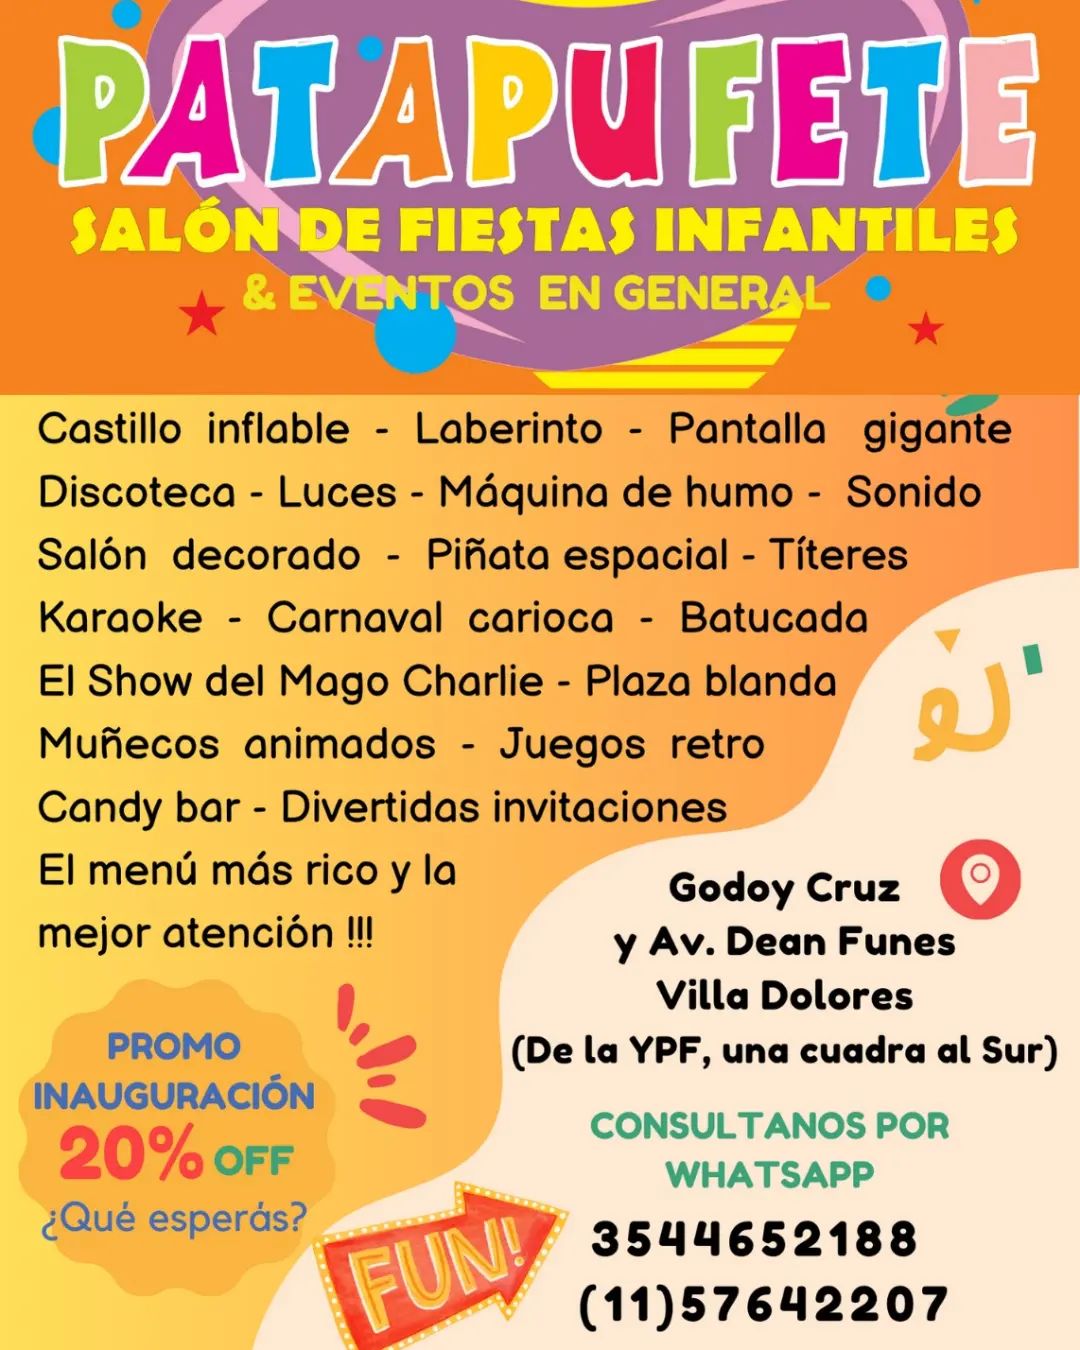 PATAPUFETE
SALÓN DE FIESTAS INFANTILES
& EVENTOS EN GENERAL
Castillo inflable - Laberinto - Pantalla gigante
Discoteca - Luces - Máquina de humo - Sonido
Salón decorado - Piñata espacial - Títeres
Karaoke - Carnaval carioca - Batucada
El Show del Mago Charlie - Plaza blanda
Muñecos animados - Juegos retro
Candy bar - Divertidas invitaciones
El menú más rico y la
mejor atención !!!
Godoy Cruz
y Av. Dean Funes
Villa Dolores
(De la YPF, una cuadra al Sur)
PROMO
INAUGURACIÓN
20% OFF
¿Qué esperás?
CONSULTANOS POR
WHATSAPP
3544652188
(11)57642207
FUN!